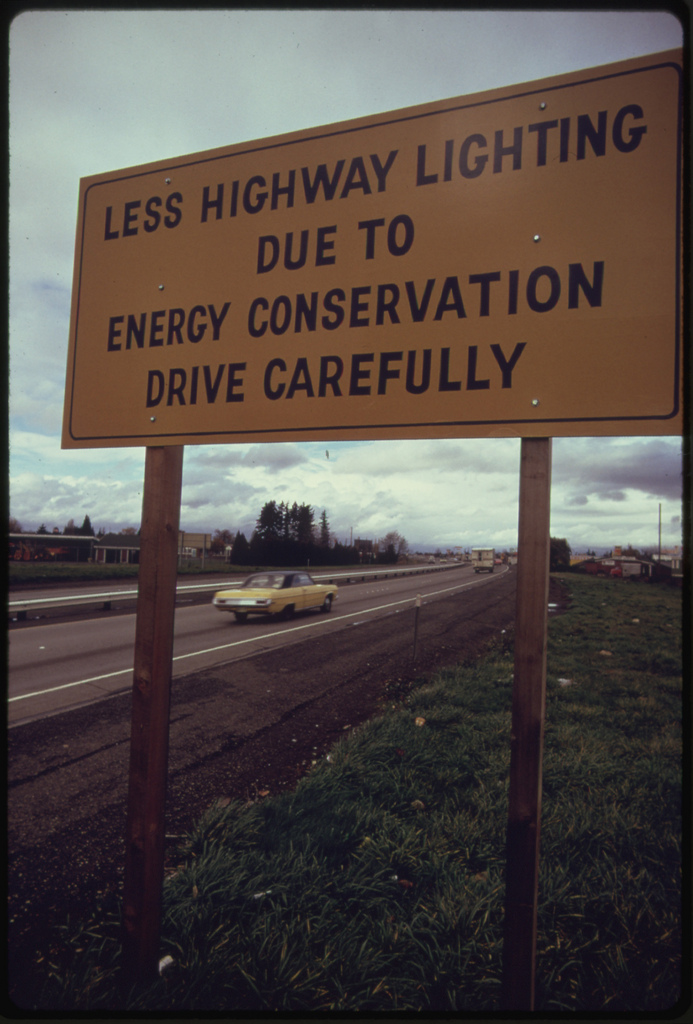 LESS HIGHWAY LIGHTING
DUE TO
ENERGY CONSERVATION
DRIVE CAREFULLY